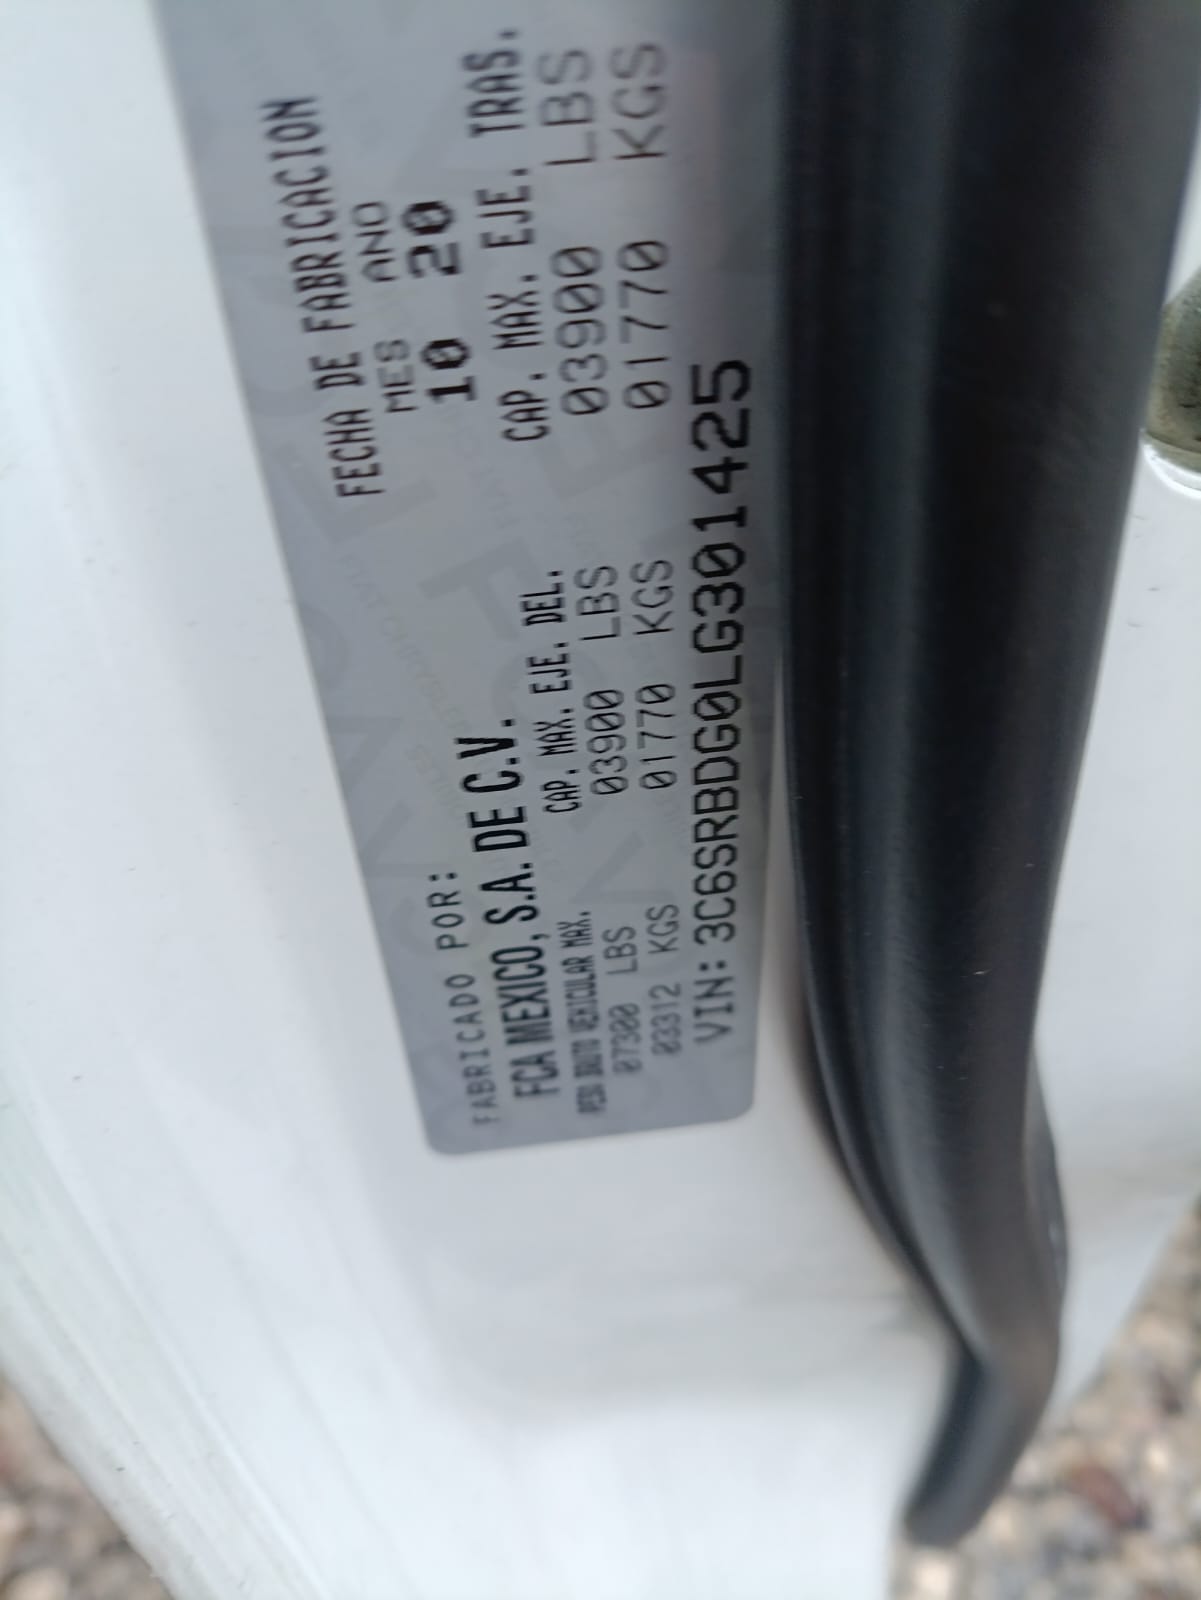 FABRICADO POR:
FCA MEXICO, S.A. DE C.V.
FECHA DE FABRICACION
MES ANO
10 20
PESO BRUTO VEHICULAR MAX.
07300 LBS
03312 KGS
CAP. MAX. EJE. DEL.
03900 LBS
01770 KGS
CAP. MAX. EJE. TRAS.
03900 LBS
01770 KGS
VIN: 3C6SRBDG0LG301425